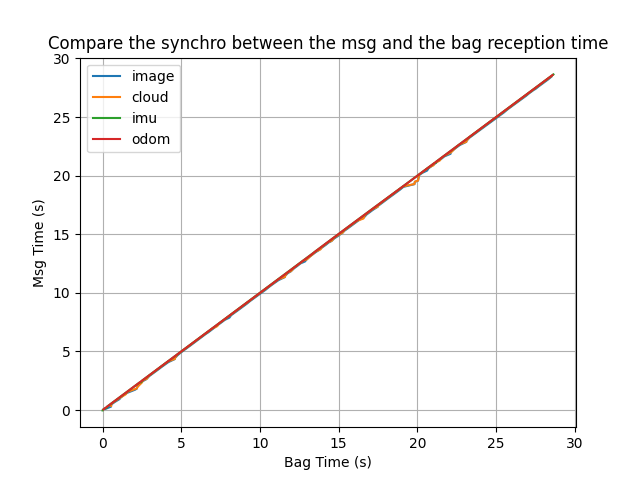 Compare the synchro between the msg and the bag reception time
image
cloud
imu
odom
30
25
20
15
10
5
0
Msg Time (s)
0 5 10 15 20 25 30
Bag Time (s)